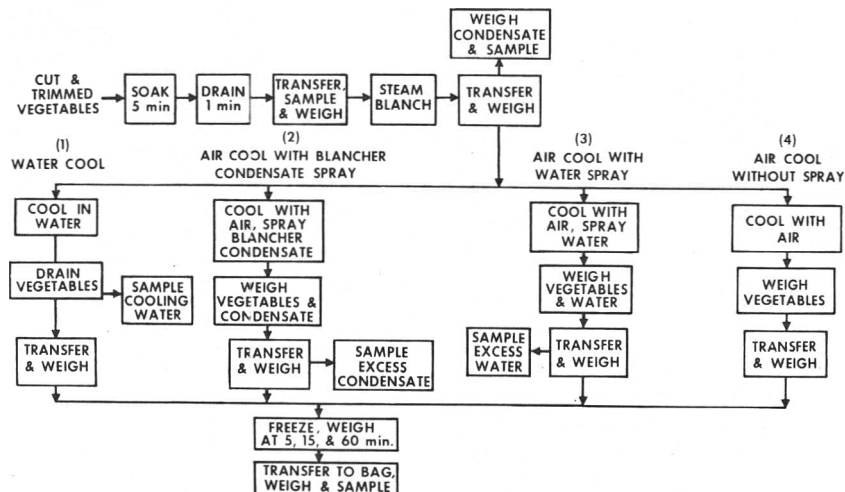 WEIGH
CONDENSATE
& SAMPLE
CUT &
TRIMMED
VEGETABLES
SOAK
5 min
DRAIN
1 min
TRANSFER,
SAMPLE
& WEIGH
STEAM
BLANCH
TRANSFER
& WEIGH
(1)
WATER COOL
(2)
AIR COOL WITH BLANCHER
CONDENSATE SPRAY
(3)
AIR COOL WITH
WATER SPRAY
(4)
AIR COOL
WITHOUT SPRAY
COOL IN
WATER
COOL WITH
AIR, SPRAY
BLANCHER
CONDENSATE
COOL WITH
AIR, SPRAY
WATER
COOL WITH
AIR
DRAIN
VEGETABLES
SAMPLE
COOLING
WATER
WEIGH
VEGETABLES &
CONDENSATE
WEIGH
VEGETABLES
& WATER
WEIGH
VEGETABLES
TRANSFER
& WEIGH
TRANSFER
& WEIGH
SAMPLE
EXCESS
CONDENSATE
SAMPLE
EXCESS
WATER
TRANSFER
& WEIGH
TRANSFER
& WEIGH
FREEZE, WEIGH
AT 5, 15, & 60 min.
TRANSFER TO BAG,
WEIGH & SAMPLE